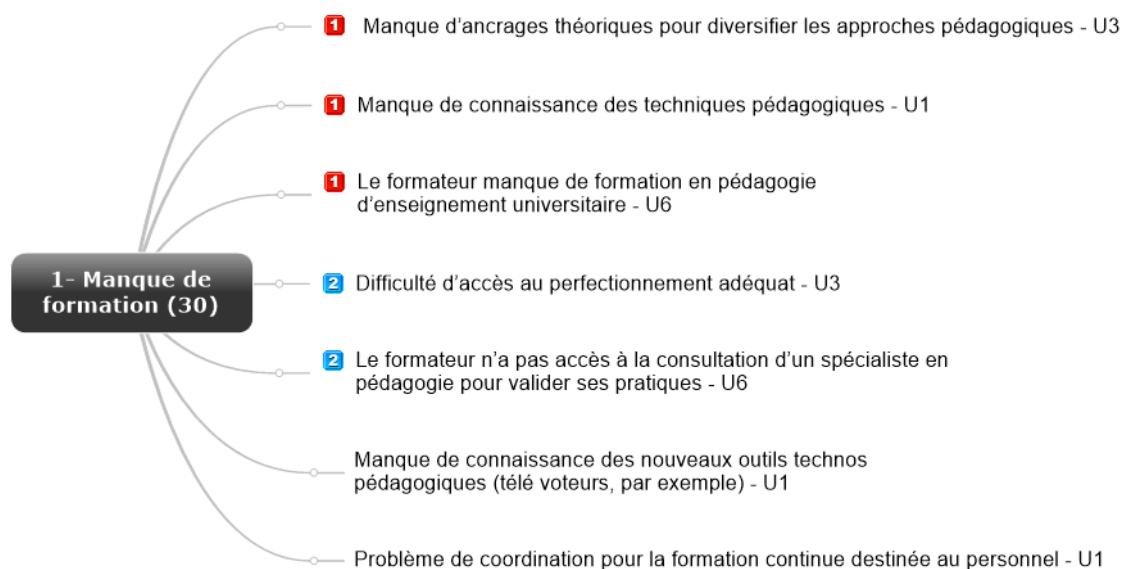 1 Manque d’ancrages théoriques pour diversifier les approches pédagogiques - U3
1 Manque de connaissance des techniques pédagogiques - U1
1 Le formateur manque de formation en pédagogie
d’enseignement universitaire - U6
1- Manque de
formation (30)
2 Difficulté d’accès au perfectionnement adéquat - U3
2 Le formateur n’a pas accès à la consultation d’un spécialiste en
pédagogie pour valider ses pratiques - U6
Manque de connaissance des nouveaux outils technos
pédagogiques (télé voteurs, par exemple) - U1
Problème de coordination pour la formation continue destinée au personnel - U1